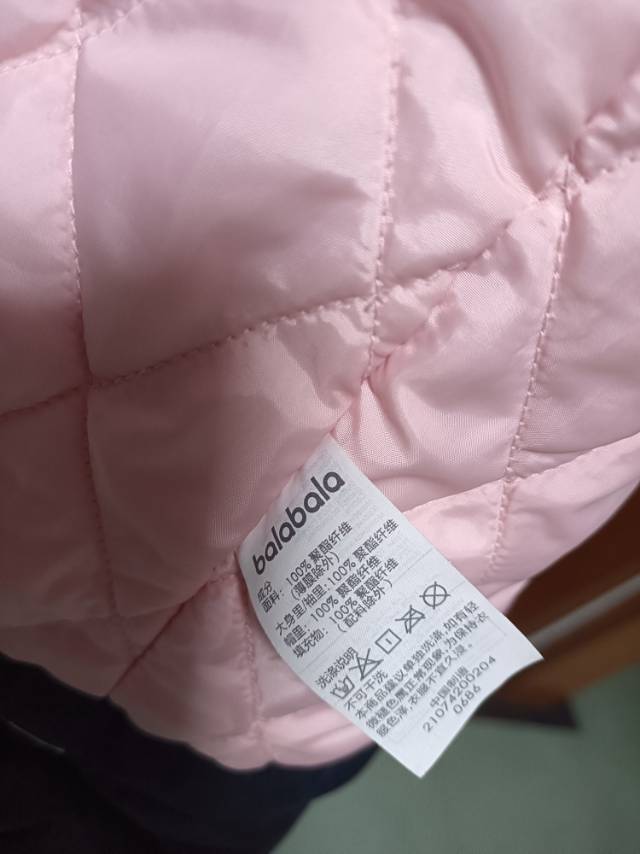 balabala
成分
面料：100% 聚酯纤维
（薄膜除外）
大身里/袖里：100% 聚酯纤维
帽里：100% 聚酯纤维
填充物：100% 聚酯纤维
（配料除外）
洗涤说明
不可干洗
本商品建议单独洗涤，如有轻
微褪色属正常现象，为保持衣
感色泽，衣服不宜久浸。
中国制造
21074200204
0686